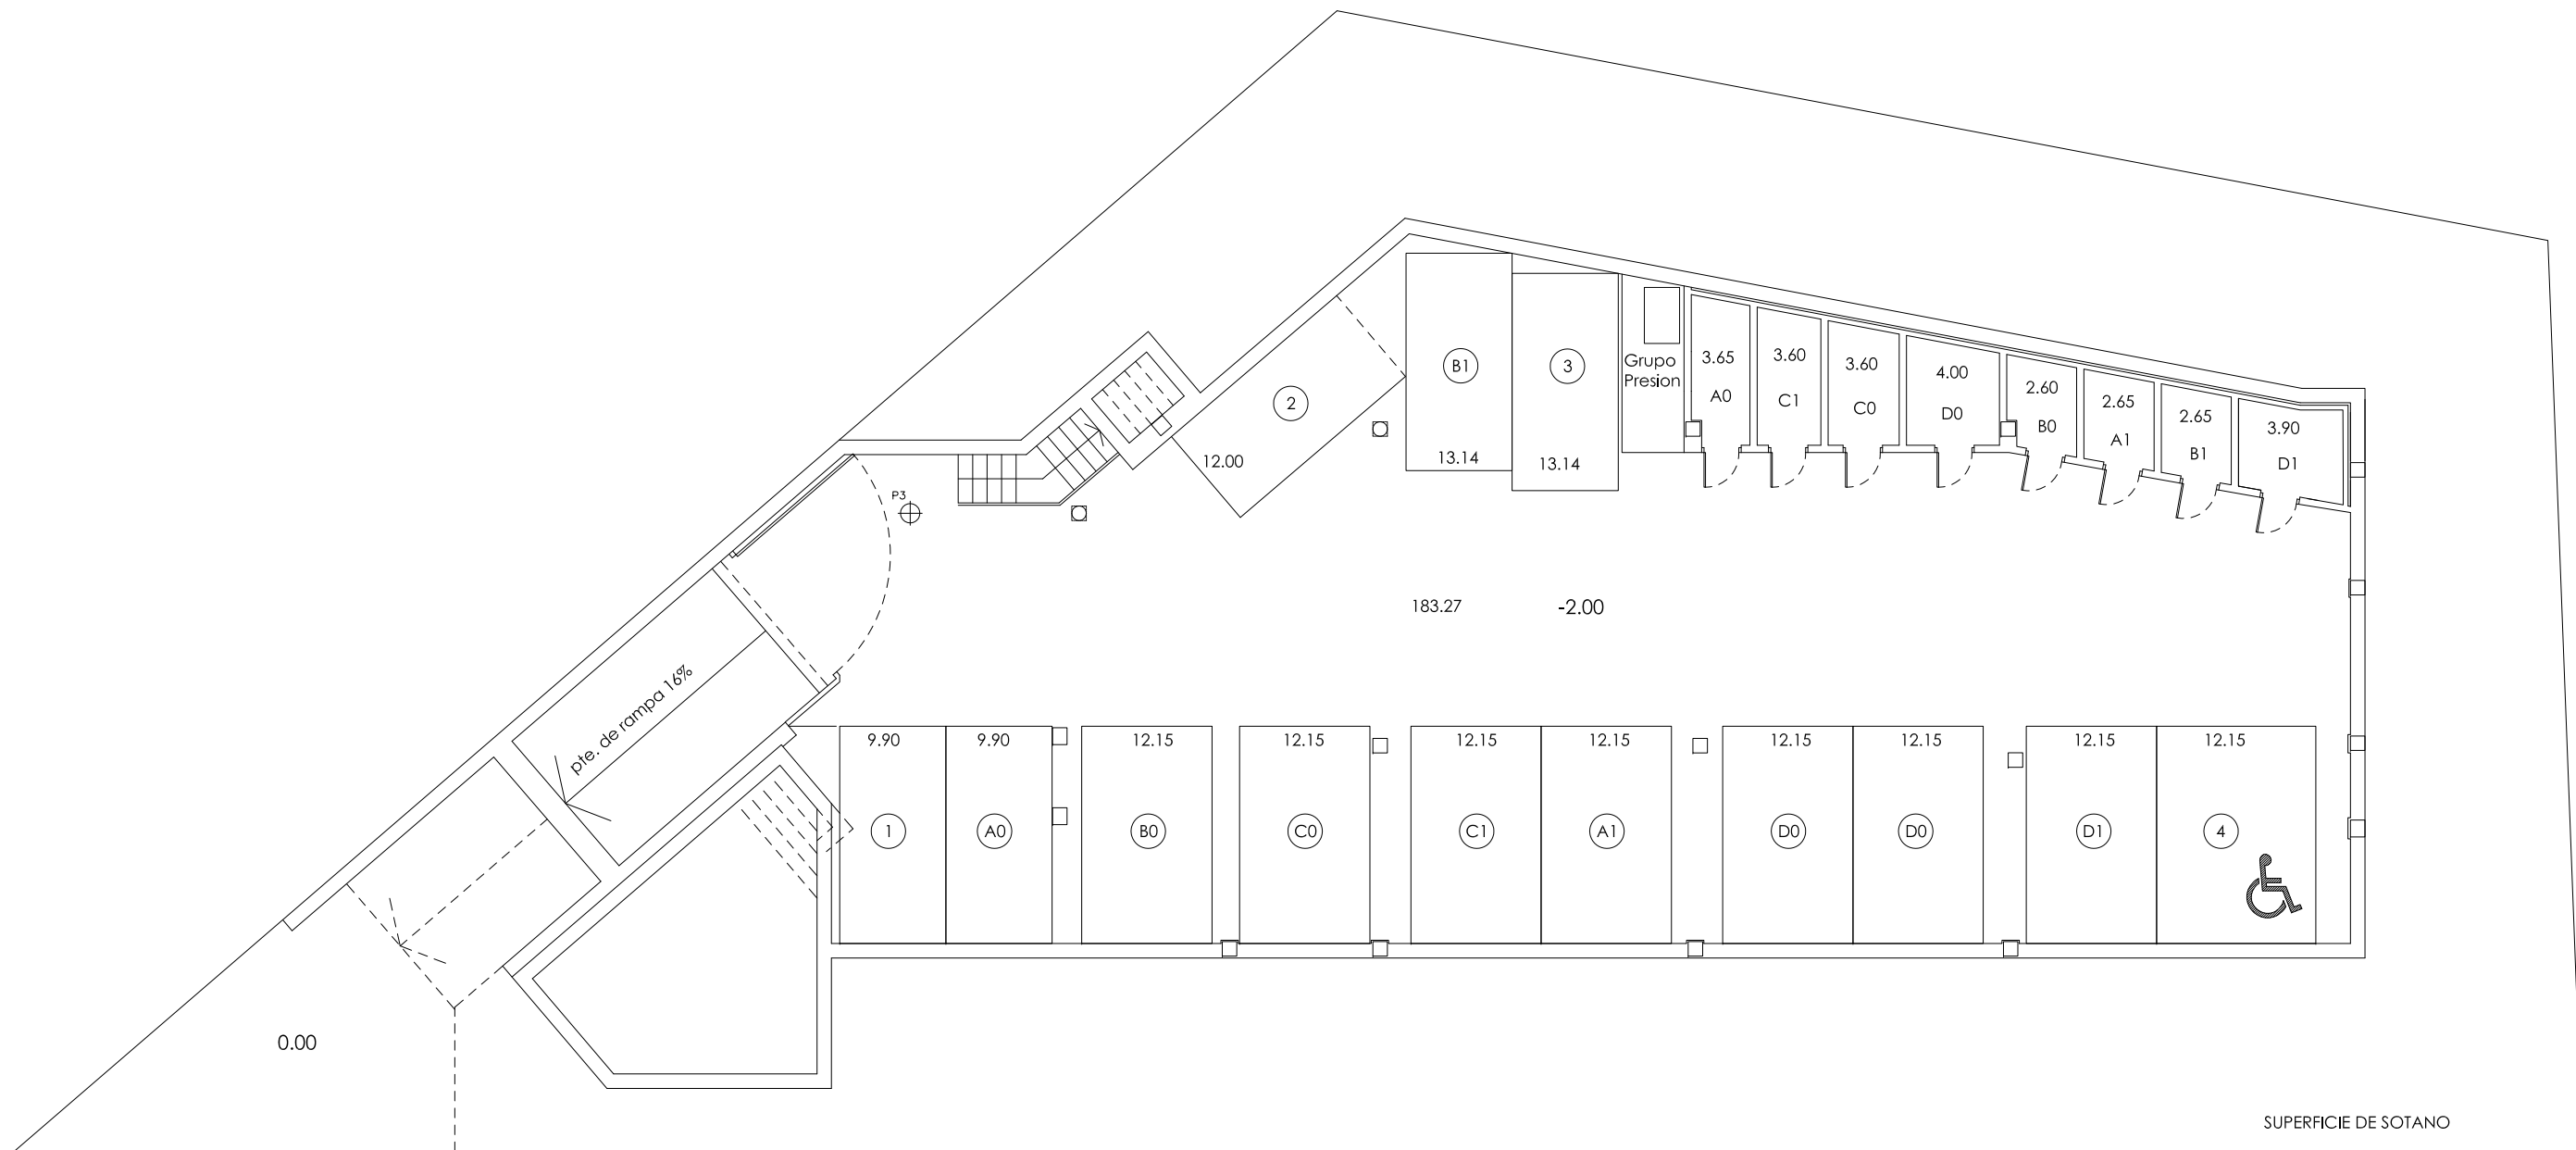 B1
3
Grupo
Presion
3.65
3.60
3.60
4.00
2.60
2.65
2.65
3.90
A0
C1
C0
D0
B0
A1
B1
D1
2
12.00
13.14
13.14
P3
183.27
-2.00
pte. de rampa 16%
9.90
9.90
12.15
12.15
12.15
12.15
12.15
12.15
12.15
12.15
1
A0
B0
C0
C1
A1
D0
D0
D1
4
0.00
SUPERFICIE DE SOTANO